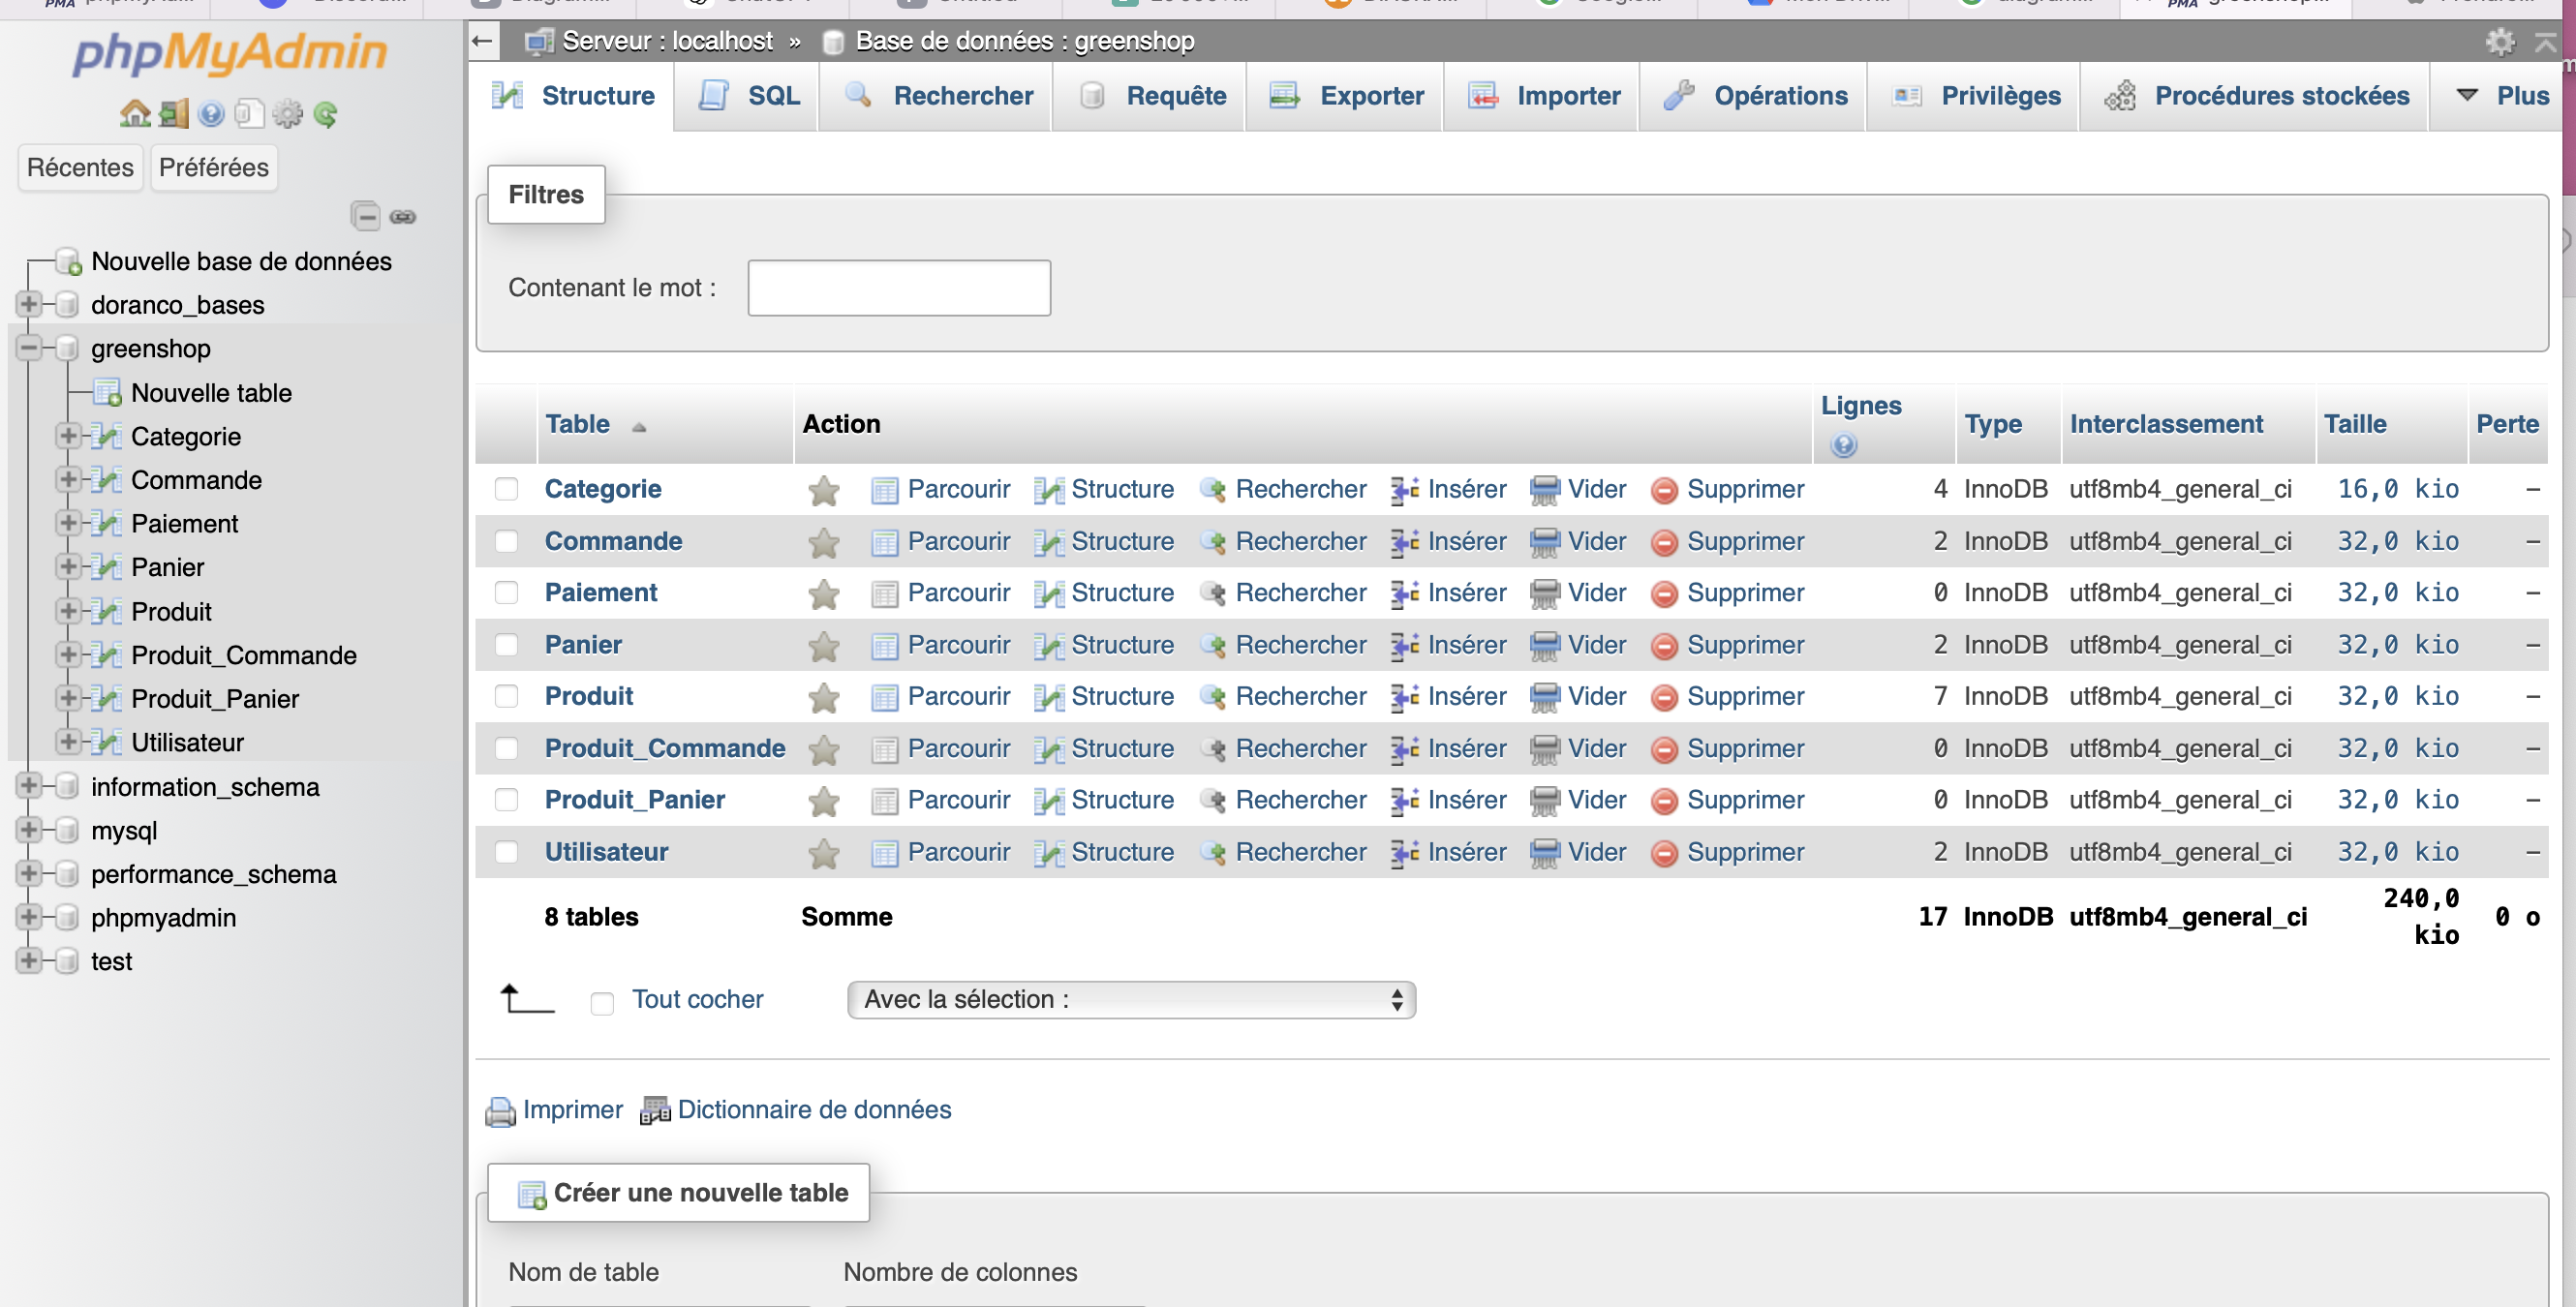 phpMyAdmin
Récentes Préférées
Nouvelle base de données
doranco_bases
greenshop
Nouvelle table
Categorie
Commande
Paiement
Panier
Produit
Produit_Commande
Produit_Panier
Utilisateur
information_schema
mysql
performance_schema
phpmyadmin
test
Serveur : localhost » Base de données : greenshop
Structure SQL Rechercher Requête Exporter Importer Opérations Privilèges Procédures stockées Plus
Filtres
Contenant le mot :
Table Action Lignes Type Interclassement Taille Perte
Categorie Parcourir Structure Rechercher Insérer Vider Supprimer 4 InnoDB utf8mb4_general_ci 16,0 kio –
Commande Parcourir Structure Rechercher Insérer Vider Supprimer 2 InnoDB utf8mb4_general_ci 32,0 kio –
Paiement Parcourir Structure Rechercher Insérer Vider Supprimer 0 InnoDB utf8mb4_general_ci 32,0 kio –
Panier Parcourir Structure Rechercher Insérer Vider Supprimer 2 InnoDB utf8mb4_general_ci 32,0 kio –
Produit Parcourir Structure Rechercher Insérer Vider Supprimer 7 InnoDB utf8mb4_general_ci 32,0 kio –
Produit_Commande Parcourir Structure Rechercher Insérer Vider Supprimer 0 InnoDB utf8mb4_general_ci 32,0 kio –
Produit_Panier Parcourir Structure Rechercher Insérer Vider Supprimer 0 InnoDB utf8mb4_general_ci 32,0 kio –
Utilisateur Parcourir Structure Rechercher Insérer Vider Supprimer 2 InnoDB utf8mb4_general_ci 32,0 kio –
8 tables Somme 17 InnoDB utf8mb4_general_ci 240,0 kio 0 o
Tout cocher Avec la sélection :
Imprimer Dictionnaire de données
Créer une nouvelle table
Nom de table Nombre de colonnes